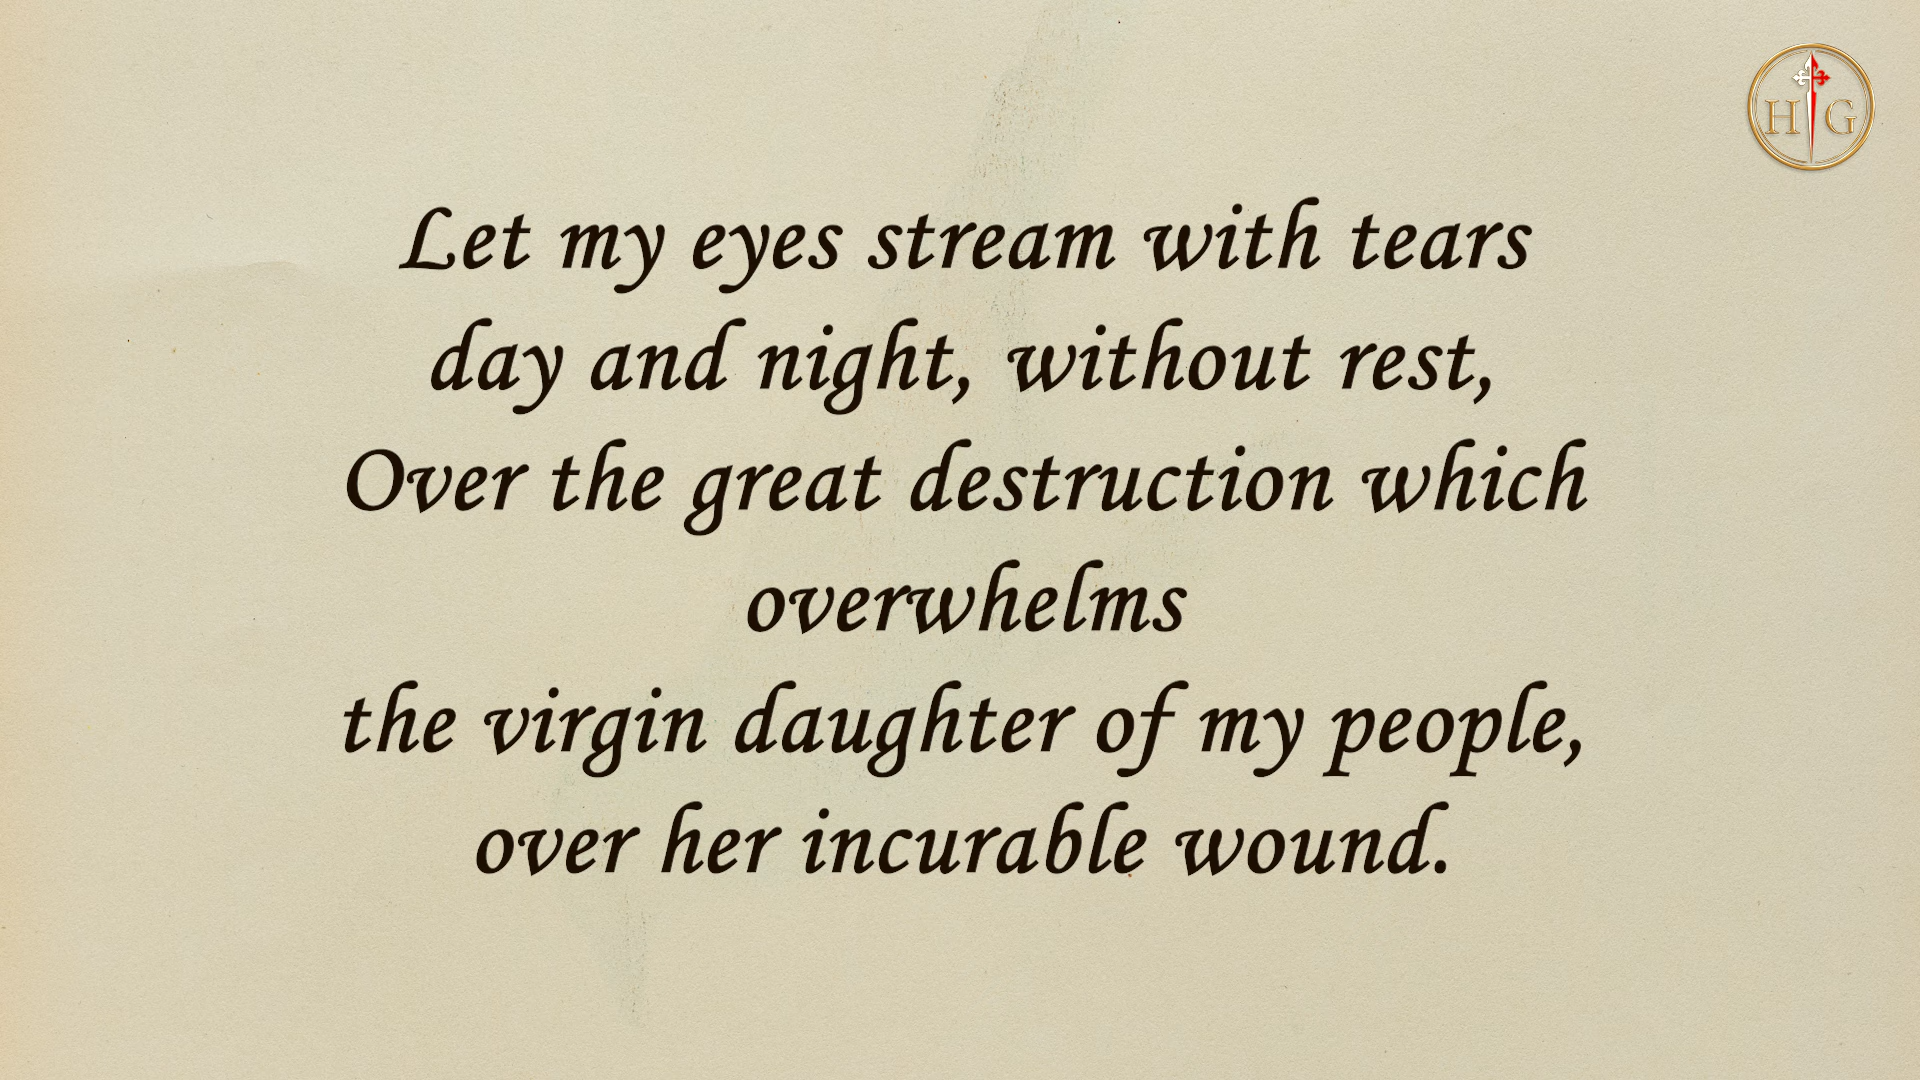 H G
Let my eyes stream with tears
day and night, without rest,
Over the great destruction which
overwhelms
the virgin daughter of my people,
over her incurable wound.